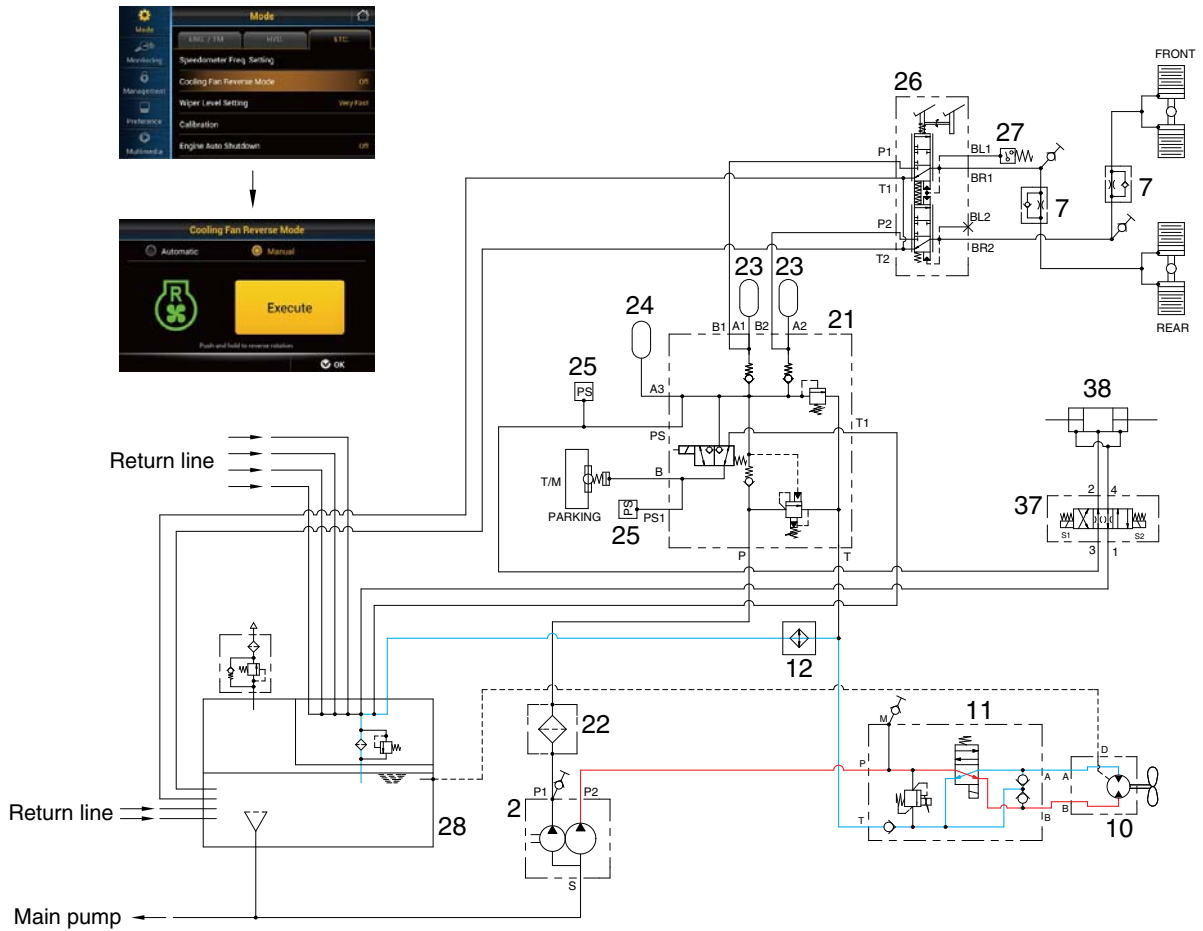 Mode
Mode
ENG. / TM
HYD.
ETC.
Monitoring
Management
Preference
Multimedia
Speedometer Freq. Setting
Cooling Fan Reverse Mode
Off
Wiper Level Setting
Very Fast
Calibration
Engine Auto Shutdown
Off
Cooling Fan Reverse Mode
Automatic
Manual
R
Execute
Push and hold to reverse rotation
OK
FRONT
26
27
P1
BL1
T1
BR1
7
7
P2
BL2
T2
BR2
REAR
23
23
24
21
B1
A1
B2
A2
25
PS
A3
PS
T1
38
Return line
T/M
B
PARKING
PS
PS1
25
2
4
37
S1
S2
3
1
P
T
12
22
M
11
D
P
A
A
T
B
B
10
P1
P2
2
S
Return line
28
Main pump